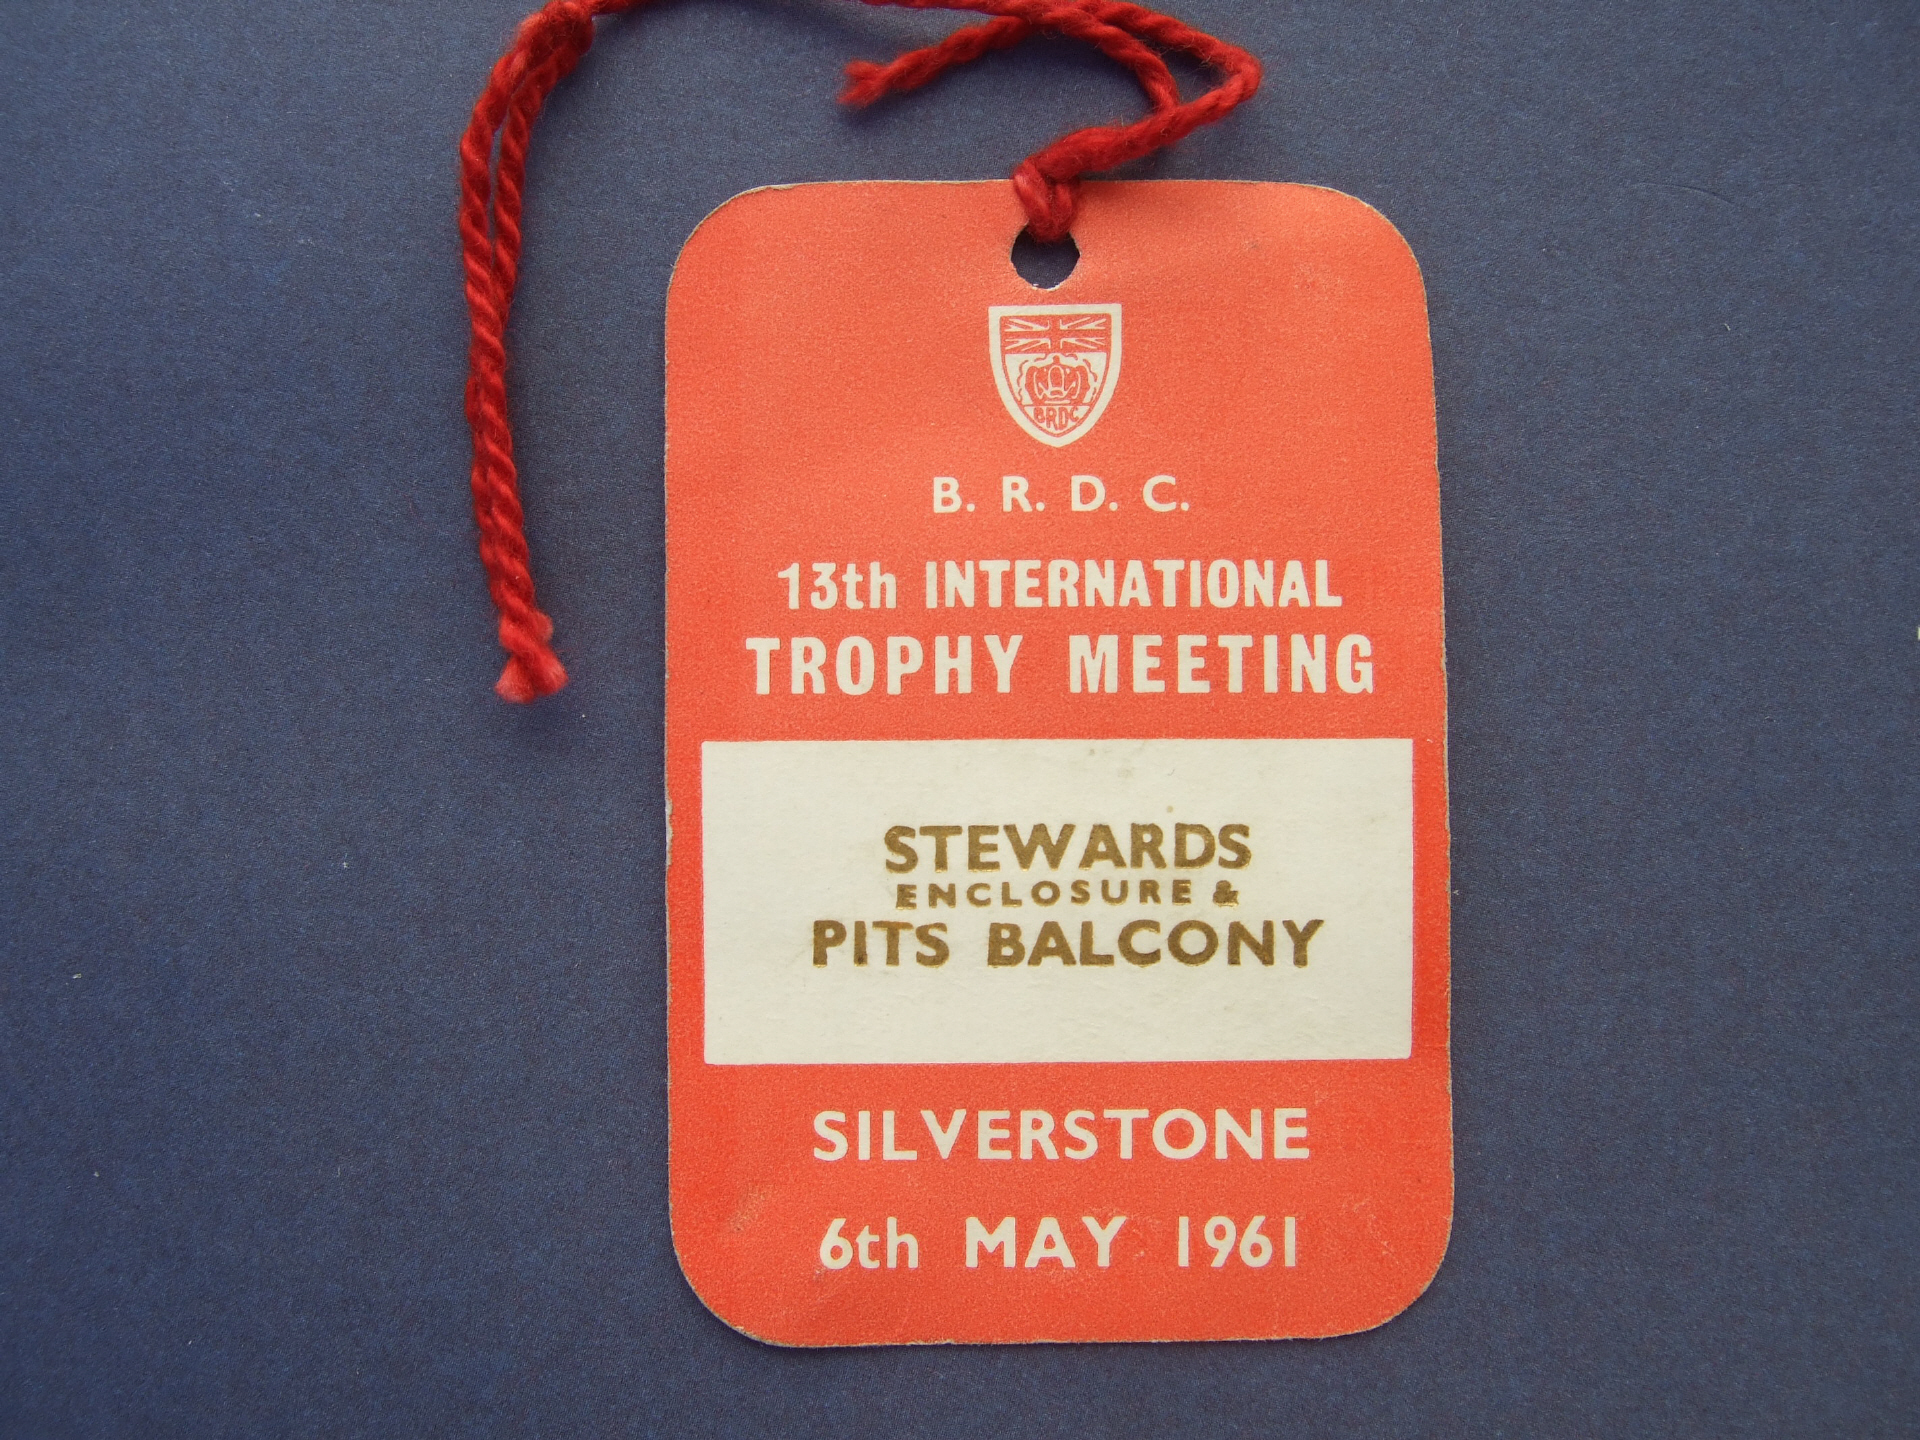 BRDC
B. R. D. C.
13th INTERNATIONAL
TROPHY MEETING
STEWARDS
ENCLOSURE &
PITS BALCONY
SILVERSTONE
6th MAY 1961